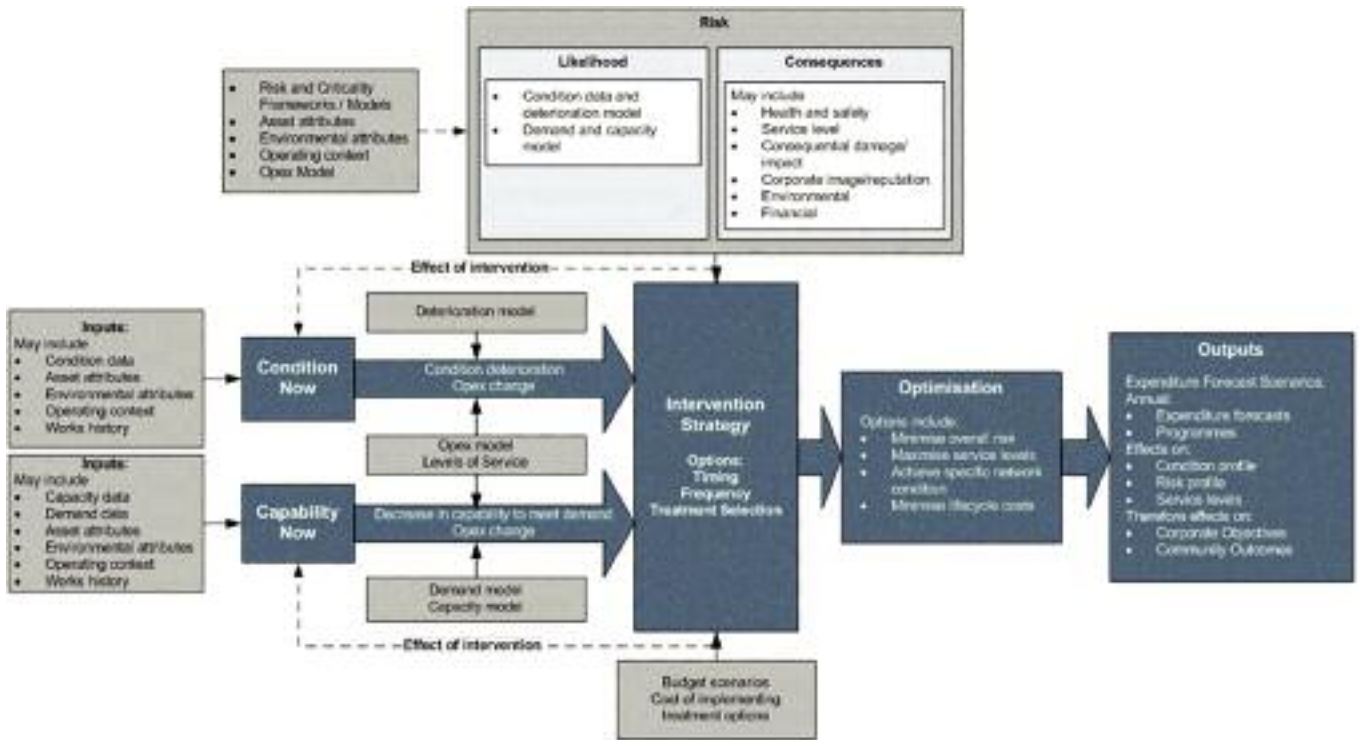 Risk
Likelihood
• Condition data and
deterioration model
• Demand and capacity
model
Consequences
May include
• Health and safety
• Service level
• Consequential damage/
impact
• Corporate image/reputation
• Environmental
• Financial
• Risk and Criticality
Frameworks / Models
• Asset attributes
• Environmental attributes
• Operating context
• Opex Model
Effect of intervention
Inputs:
May include
• Condition data
• Asset attributes
• Environmental attributes
• Operating context
• Works history
Condition
Now
Deterioration model
Condition deterioration
Opex change
Opex model
Levels of Service
Inputs:
May include
• Capacity data
• Demand data
• Asset attributes
• Environmental attributes
• Operating context
• Works history
Capability
Now
Decrease in capability to meet demand
Opex change
Demand model
Capacity model
Effect of intervention
Intervention
Strategy
Options:
Timing
Frequency
Treatment Selection
Budget scenarios
Cost of implementing
treatment options
Optimisation
Options include:
• Minimise overall risk
• Maximise service levels
• Achieve specific network
condition
• Minimise lifecycle costs
Outputs
Expenditure Forecast Scenarios.
Annual:
• Expenditure forecasts
• Programmes
Effects on:
• Condition profile
• Risk profile
• Service levels
Therefore effects on:
• Corporate Objectives
• Community Outcomes